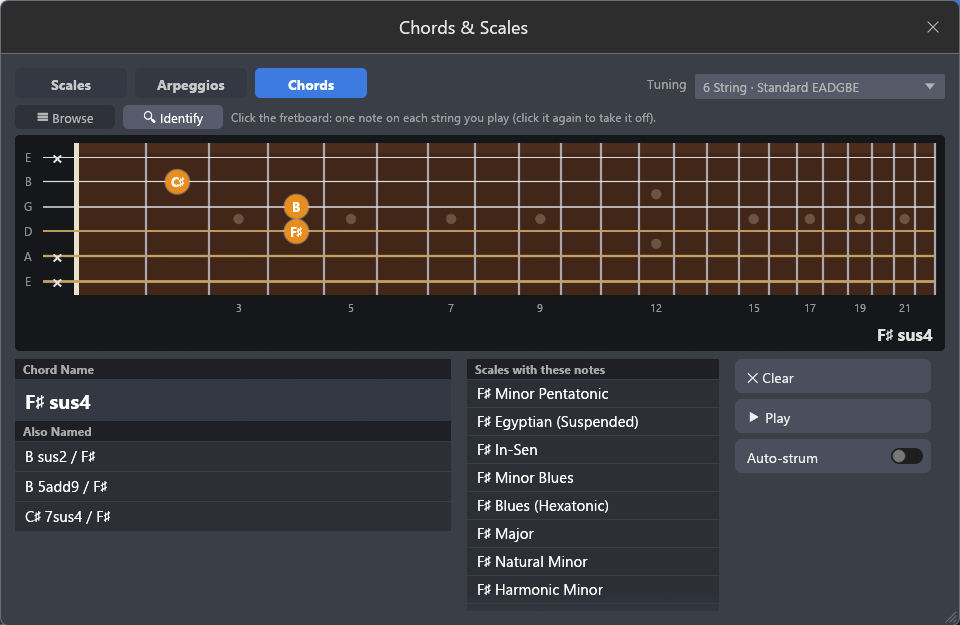 Chords & Scales
Scales
Arpeggios
Chords
Tuning
6 String · Standard EADGBE
Browse
Identify
Click the fretboard: one note on each string you play (click it again to take it off).
E
B
G
D
A
E
C♯
B
F♯
3
5
7
9
12
15
17
19
21
F♯ sus4
Chord Name
F♯ sus4
Also Named
B sus2 / F♯
B 5add9 / F♯
C♯ 7sus4 / F♯
Scales with these notes
F♯ Minor Pentatonic
F♯ Egyptian (Suspended)
F♯ In-Sen
F♯ Minor Blues
F♯ Blues (Hexatonic)
F♯ Major
F♯ Natural Minor
F♯ Harmonic Minor
Clear
Play
Auto-strum